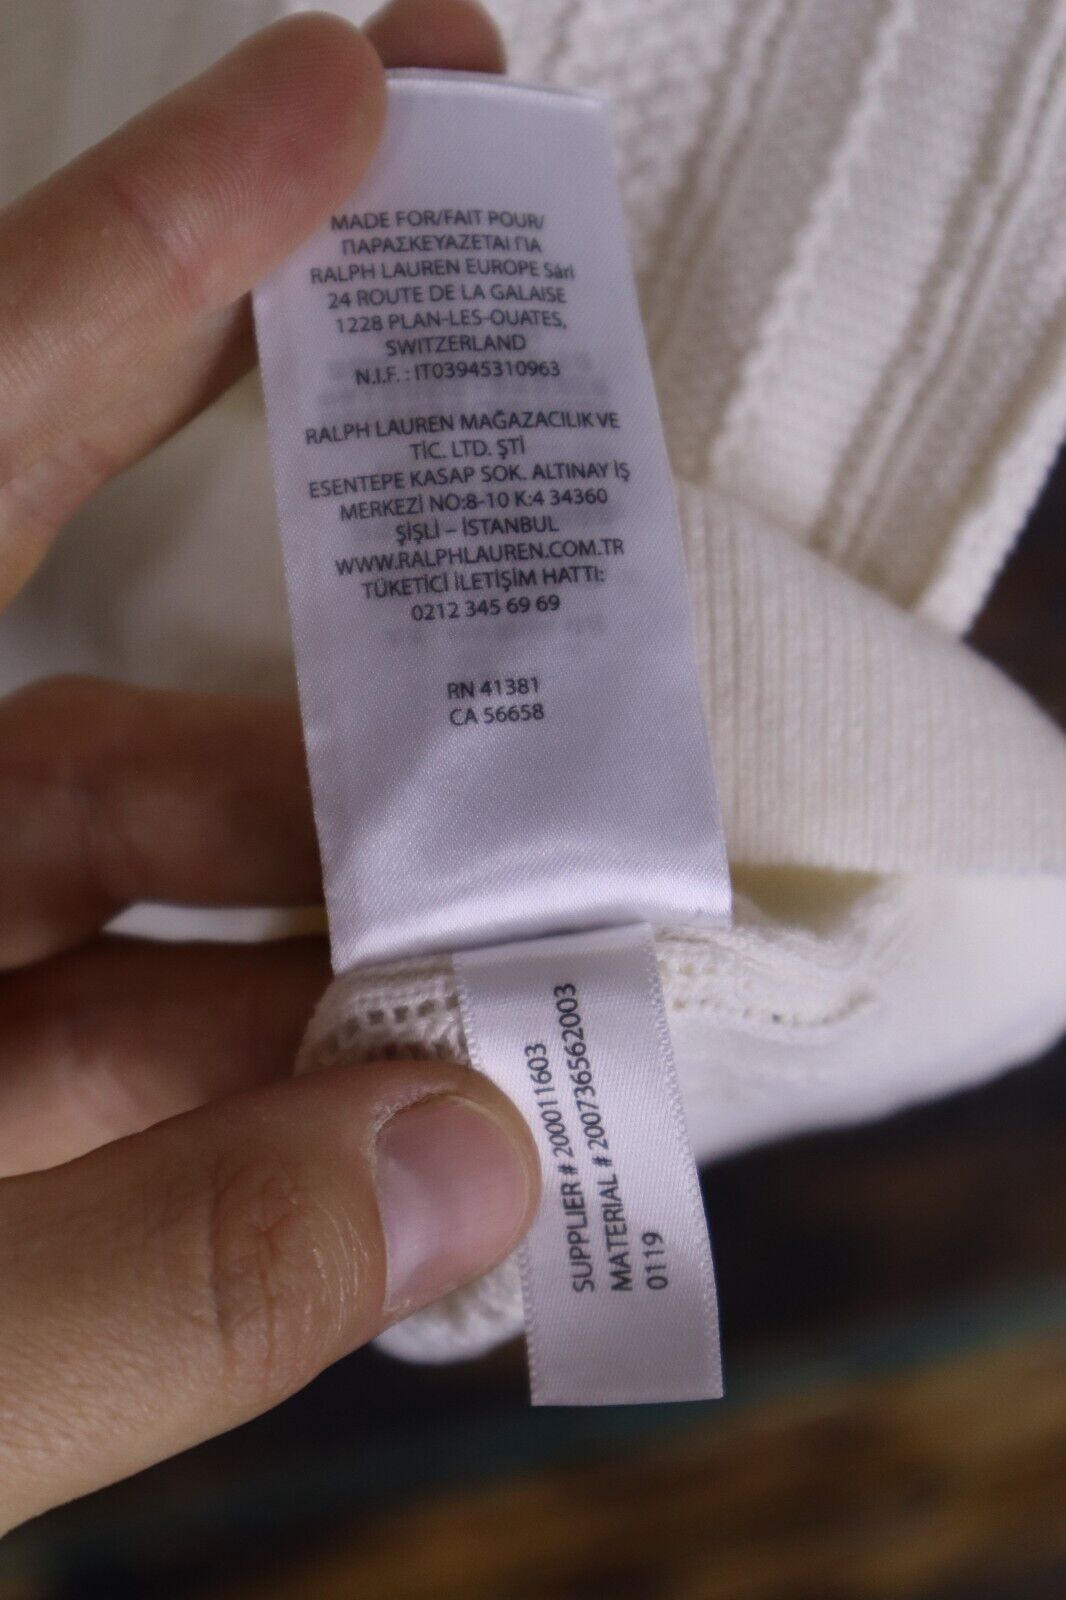 MADE FOR/FAIT POUR/
ΠΑΡΑΣΚΕΥΑΖΕΤΑΙ ΓΙΑ
RALPH LAUREN EUROPE Sàrl
24 ROUTE DE LA GALAISE
1228 PLAN-LES-OUATES,
SWITZERLAND
N.I.F. : IT03945310963
RALPH LAUREN MAĞAZACILIK VE
TİC. LTD. ŞTİ
ESENTEPE KASAP SOK. ALTINAY İŞ
MERKEZİ NO:8-10 K:4 34360
ŞİŞLİ – İSTANBUL
WWW.RALPHLAUREN.COM.TR
TÜKETİCİ İLETİŞİM HATTI:
0212 345 69 69
RN 41381
CA 56658
SUPPLIER # 200011603
MATERIAL # 200736562003
0119